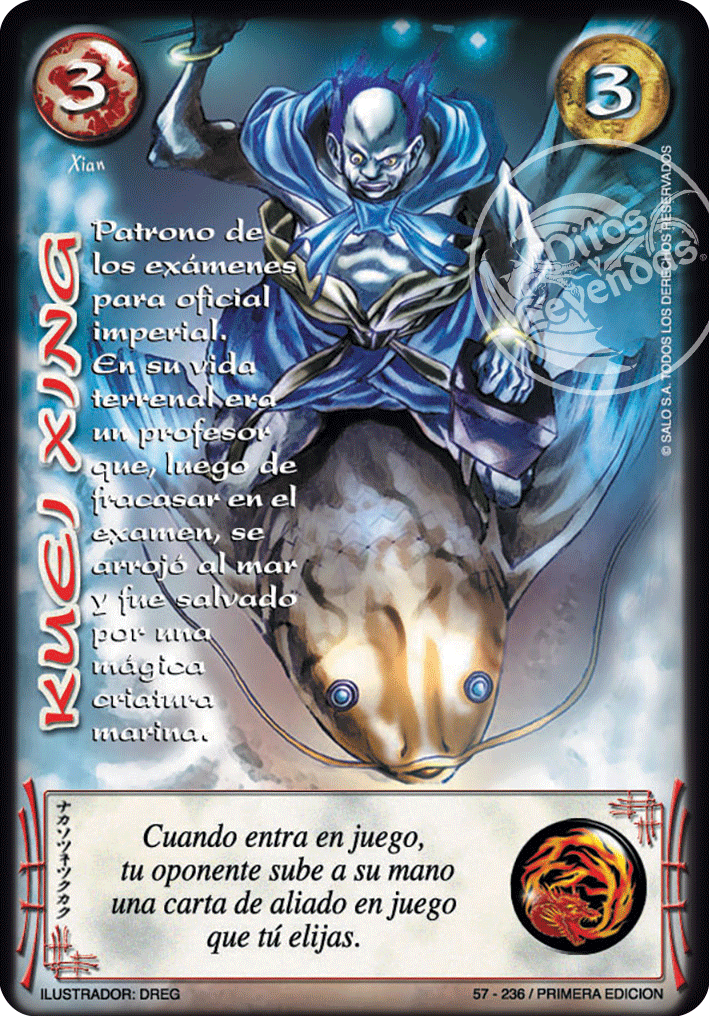 3
3
Xian
KUEJ XING
Patrono de
los exámenes
para oficial
imperial.
En su vida
terrenal era
un profesor
que, luego de
fracasar en el
examen, se
arrojó al mar
y fue salvado
por una
mágica
criatura
marina.
Mitos
y
Leyendas®
© SALO S.A. TODOS LOS DERECHOS RESERVADOS
ナカソツネツクカク
Cuando entra en juego,
tu oponente sube a su mano
una carta de aliado en juego
que tú elijas.
ILUSTRADOR: DREG
57 - 236 / PRIMERA EDICION